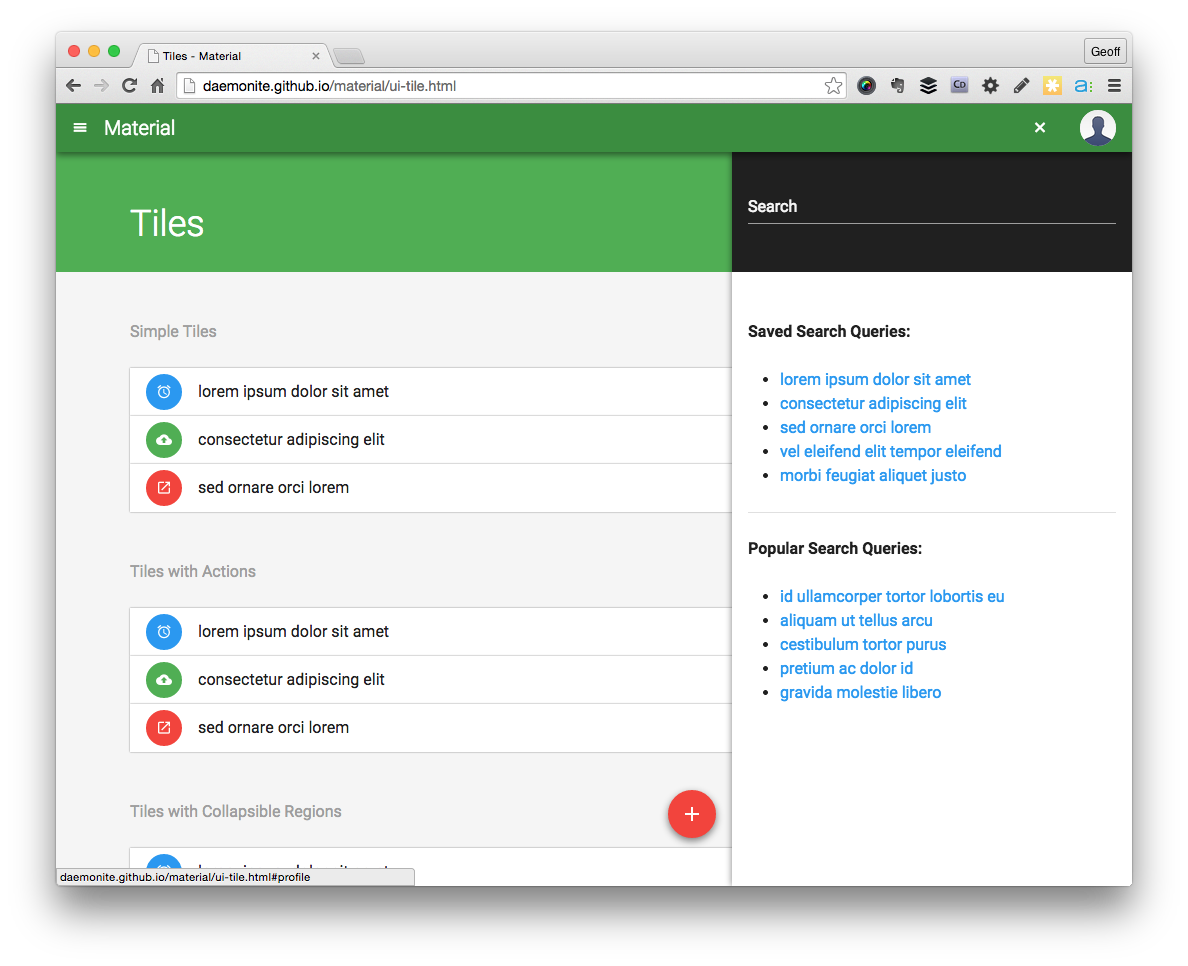 Tiles - Material
Geoff
daemonite.github.io/material/ui-tile.html
CD
a:
Material
Tiles
Search
Simple Tiles
lorem ipsum dolor sit amet
consectetur adipiscing elit
sed ornare orci lorem
Tiles with Actions
lorem ipsum dolor sit amet
consectetur adipiscing elit
sed ornare orci lorem
Tiles with Collapsible Regions
Saved Search Queries:
lorem ipsum dolor sit amet
consectetur adipiscing elit
sed ornare orci lorem
vel eleifend elit tempor eleifend
morbi feugiat aliquet justo
Popular Search Queries:
id ullamcorper tortor lobortis eu
aliquam ut tellus arcu
cestibulum tortor purus
pretium ac dolor id
gravida molestie libero
daemonite.github.io/material/ui-tile.html#profile